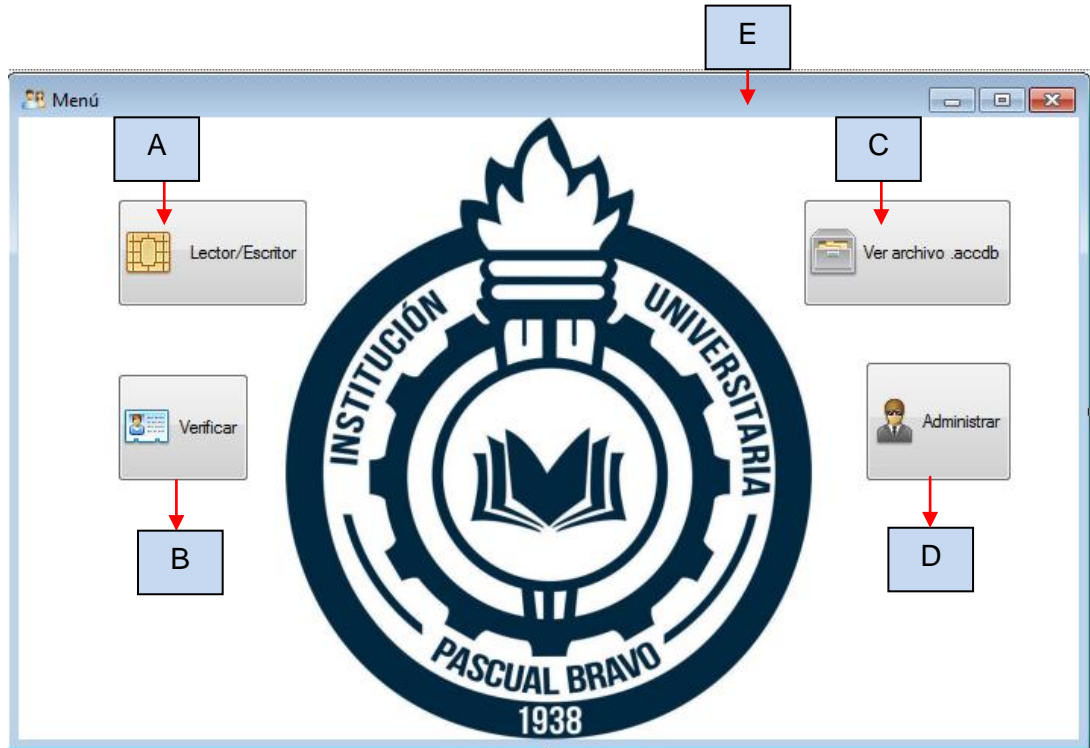 E
Menú
A
C
Lector/Escritor
Ver archivo .accdb
INSTITUCIÓN UNIVERSITARIA
Verificar
Administrar
B
D
PASCUAL BRAVO
1938